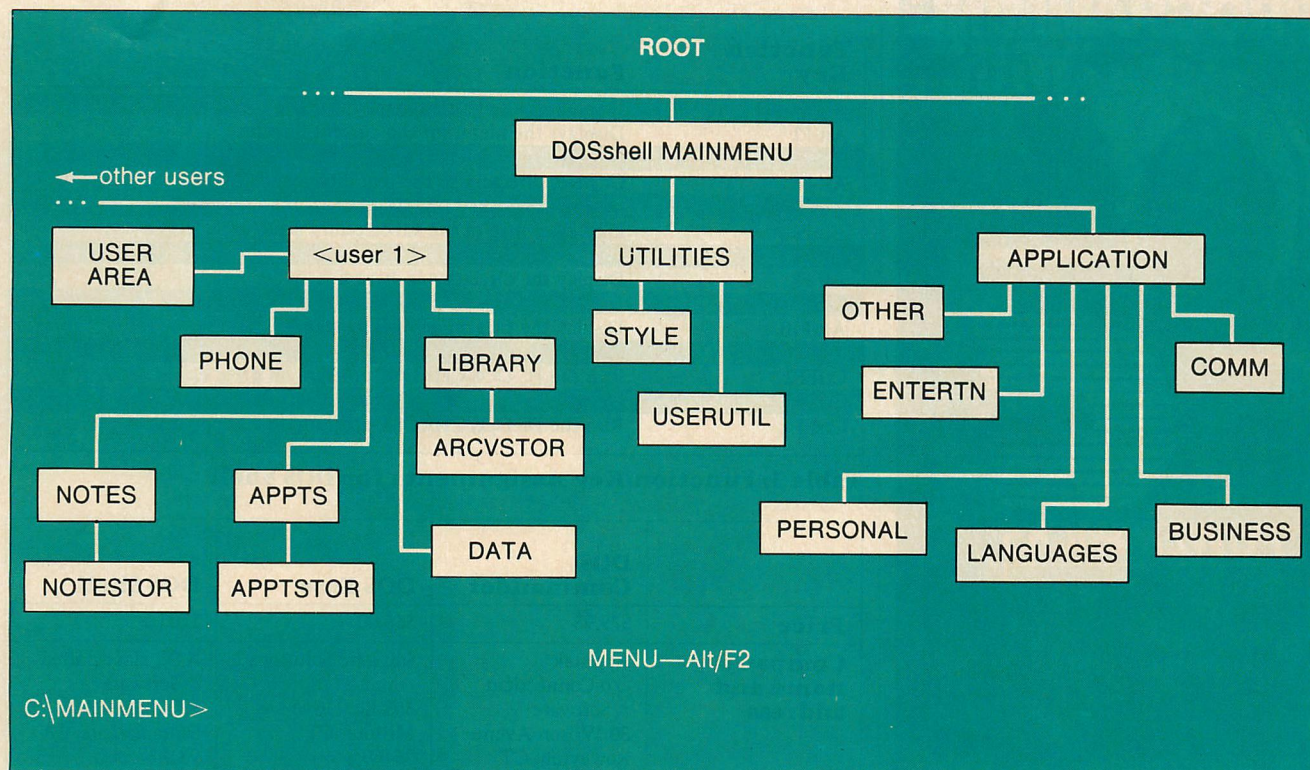 ROOT
DOSshell MAINMENU
←other users
USER
AREA
<user 1>
UTILITIES
APPLICATION
OTHER
PHONE
LIBRARY
STYLE
COMM
ENTERTN
USERUTIL
ARCVSTOR
NOTES
APPTS
PERSONAL
BUSINESS
DATA
LANGUAGES
NOTESTOR
APPTSTOR
MENU—Alt/F2
C:\MAINMENU>